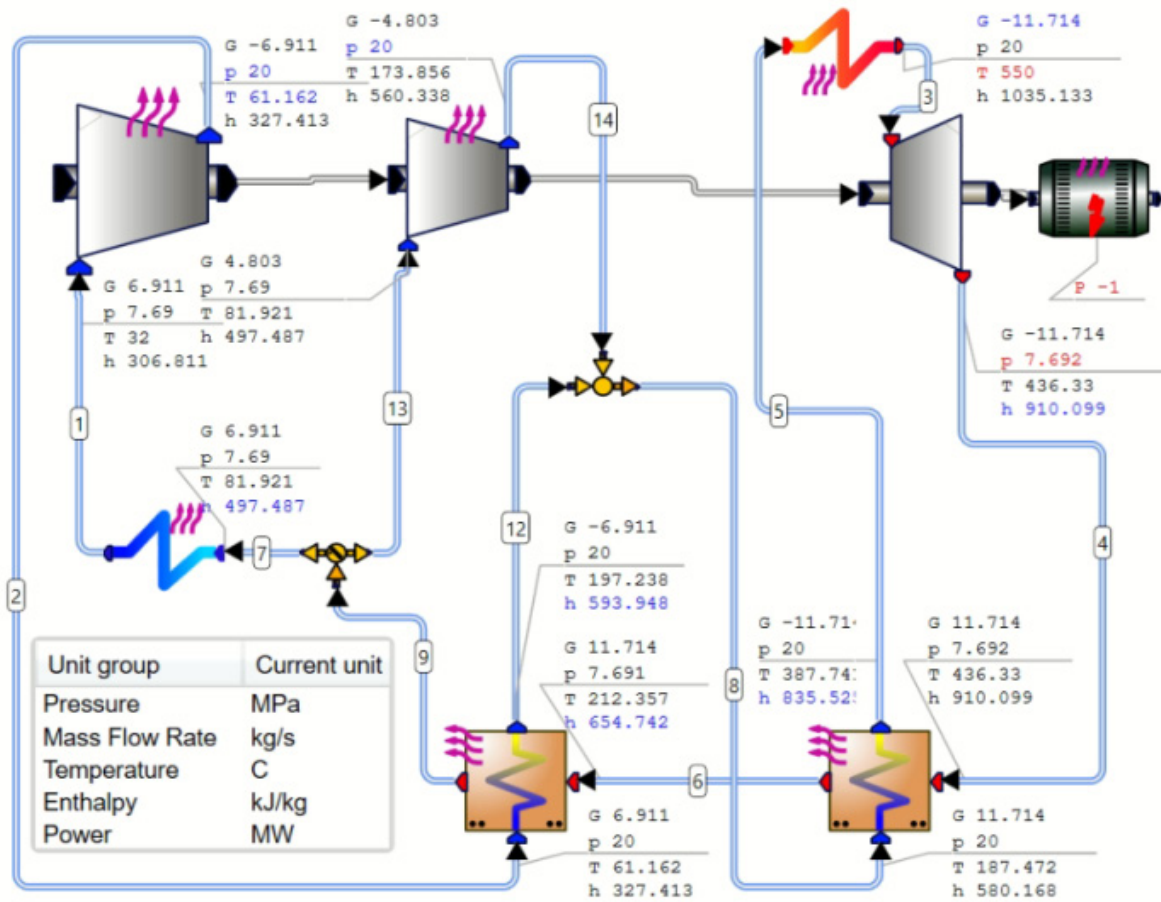 G -6.911
p 20
T 61.162
h 327.413
G -4.803
p 20
T 173.856
h 560.338
G -11.714
p 20
T 550
h 1035.133
3
14
G 6.911
p 7.69
T 32
h 306.811
G 4.803
p 7.69
T 81.921
h 497.487
P -1
G -11.714
p 7.692
T 436.33
h 910.099
1
13
5
G 6.911
p 7.69
T 81.921
h 497.487
7
2
12
4
9
G -6.911
p 20
T 197.238
h 593.948
G 11.714
p 7.691
T 212.357
h 654.742
8
G -11.714
p 20
T 387.74
h 835.52
G 11.714
p 7.692
T 436.33
h 910.099
6
Unit group Current unit
Pressure MPa
Mass Flow Rate kg/s
Temperature C
Enthalpy kJ/kg
Power MW
G 6.911
p 20
T 61.162
h 327.413
G 11.714
p 20
T 187.472
h 580.168